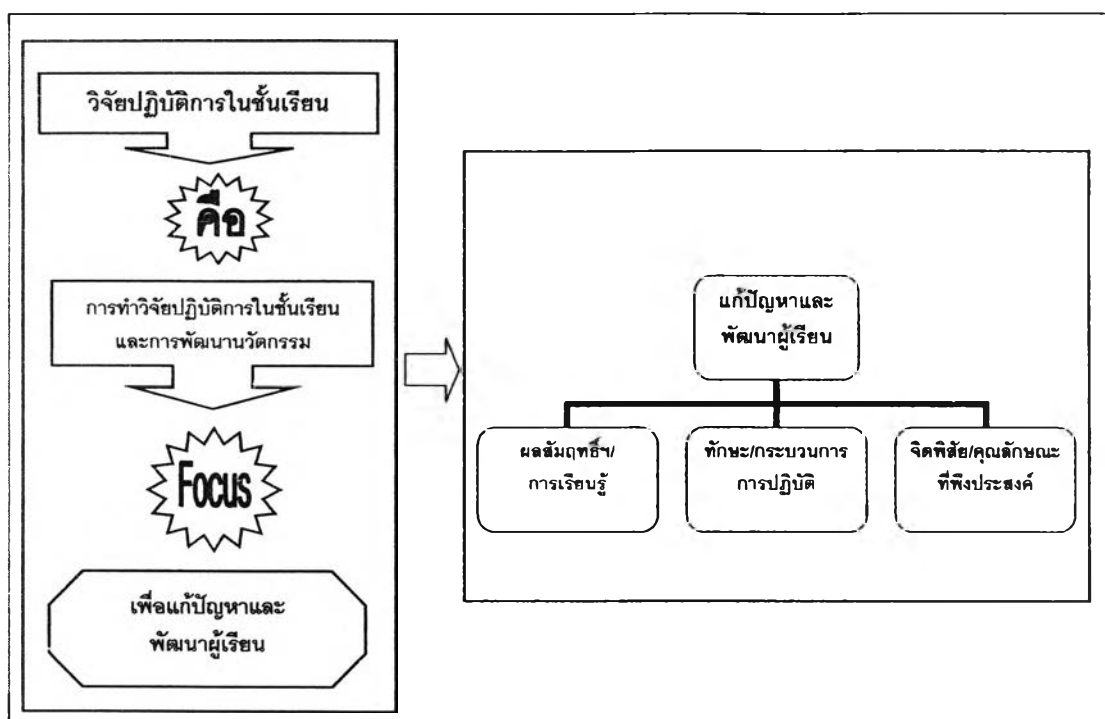 วิจัยปฏิบัติการในชั้นเรียน
คือ
การทำวิจัยปฏิบัติการในชั้นเรียน
และการพัฒนานวัตกรรม
Focus
เพื่อแก้ปัญหาและ
พัฒนาผู้เรียน
แก้ปัญหาและ
พัฒนาผู้เรียน
ผลสัมฤทธิ์ฯ/
การเรียนรู้
ทักษะ/กระบวนการ
การปฏิบัติ
จิตพิสัย/คุณลักษณะ
ที่พึงประสงค์